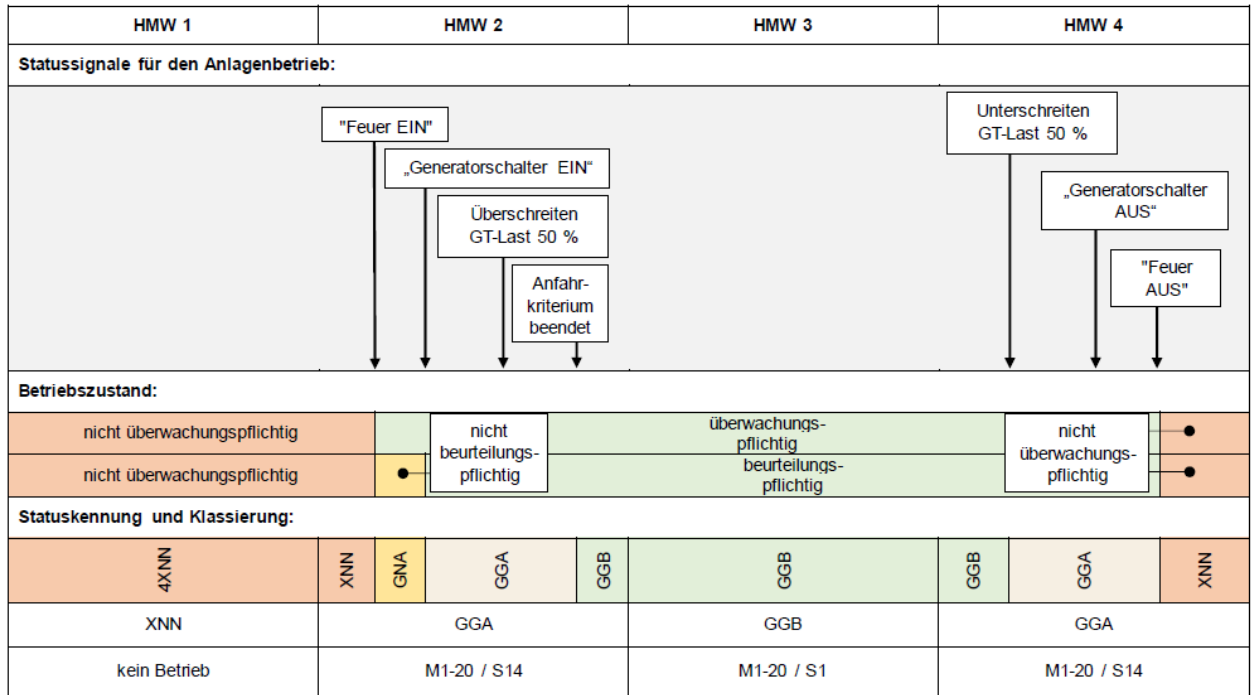 HMW 1 HMW 2 HMW 3 HMW 4
Statussignale für den Anlagenbetrieb:
"Feuer EIN"
„Generatorschalter EIN“
Überschreiten
GT-Last 50 %
Anfahr-
kriterium
beendet
Unterschreiten
GT-Last 50 %
„Generatorschalter
AUS“
"Feuer
AUS"
Betriebszustand:
nicht überwachungspflichtig
überwachungs-
pflichtig
nicht überwachungspflichtig
nicht
beurteilungs-
pflichtig
beurteilungs-
pflichtig
nicht
überwachungs-
pflichtig
Statuskennung und Klassierung:
4XNN XNN GNA GGA GGB GGB GGB GGA XNN
XNN GGA GGB GGA
kein Betrieb M1-20 / S14 M1-20 / S1 M1-20 / S14